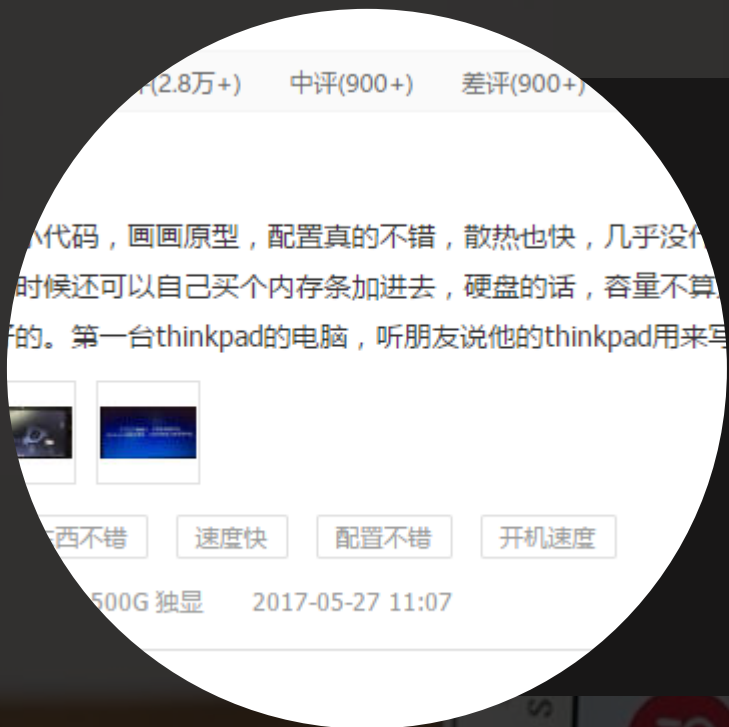 (2.8万+) 中评(900+) 差评(900+)
代码，画画原型，配置真的不错，散热也快，几乎没
时候还可以自己买个内存条加进去，硬盘的话，容量不算
的。第一台thinkpad的电脑，听朋友说他的thinkpad用来写
西不错 速度快 配置不错 开机速度
500G 独显 2017-05-27 11:07
S